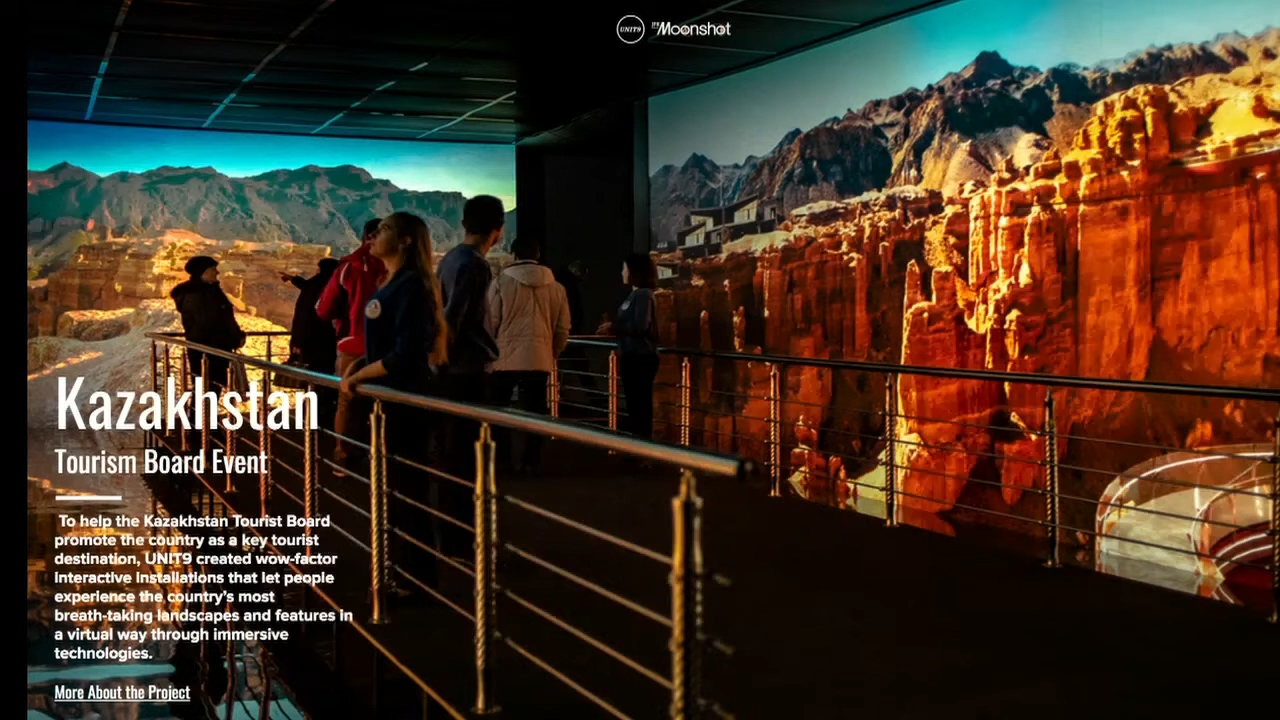 UNIT9
IT'S Moonshot
Kazakhstan
Tourism Board Event
To help the Kazakhstan Tourist Board
promote the country as a key tourist
destination, UNIT9 created wow-factor
interactive installations that let people
experience the country's most
breath-taking landscapes and features in
a virtual way through immersive
technologies.
More About the Project